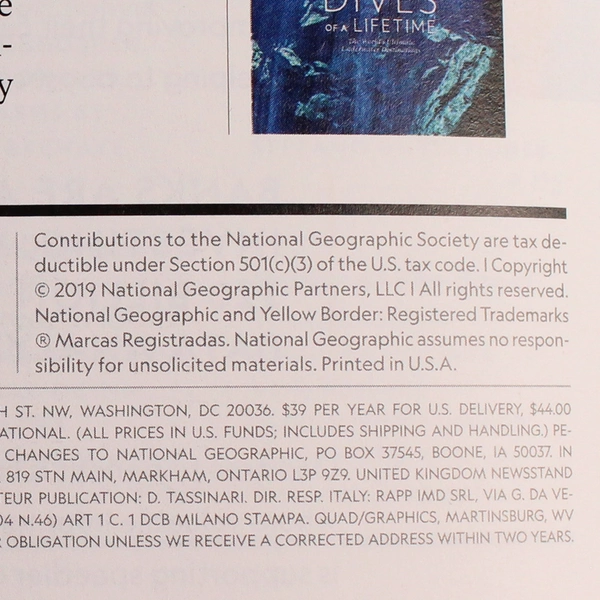 e
-
y
DIVES
OF A LIFETIME
The World's Ultimate
Underwater Destinations
Contributions to the National Geographic Society are tax de-
ductible under Section 501(c)(3) of the U.S. tax code. | Copyright
© 2019 National Geographic Partners, LLC | All rights reserved.
National Geographic and Yellow Border: Registered Trademarks
® Marcas Registradas. National Geographic assumes no respon-
sibility for unsolicited materials. Printed in U.S.A.
H ST. NW, WASHINGTON, DC 20036. $39 PER YEAR FOR U.S. DELIVERY, $44.00
ATIONAL. (ALL PRICES IN U.S. FUNDS; INCLUDES SHIPPING AND HANDLING.) PE-
CHANGES TO NATIONAL GEOGRAPHIC, PO BOX 37545, BOONE, IA 50037. IN
819 STN MAIN, MARKHAM, ONTARIO L3P 9Z9. UNITED KINGDOM NEWSSTAND
TEUR PUBLICATION: D. TASSINARI. DIR. RESP. ITALY: RAPP IMD SRL, VIA G. DA VE-
04 N.46) ART 1 C. 1 DCB MILANO STAMPA. QUAD/GRAPHICS, MARTINSBURG, WV
R OBLIGATION UNLESS WE RECEIVE A CORRECTED ADDRESS WITHIN TWO YEARS.